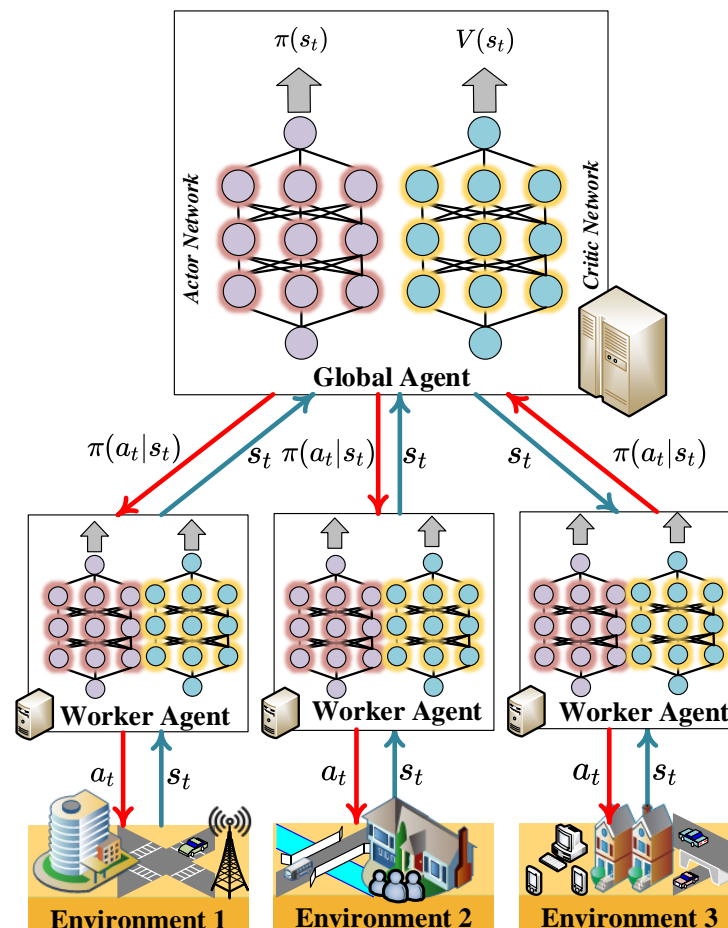 π(s_t) V(s_t)
Actor Network
Critic Network
Global Agent
π(a_t|s_t) s_t π(a_t|s_t) s_t s_t π(a_t|s_t)
Worker Agent Worker Agent Worker Agent
a_t s_t a_t s_t a_t s_t
Environment 1 Environment 2 Environment 3